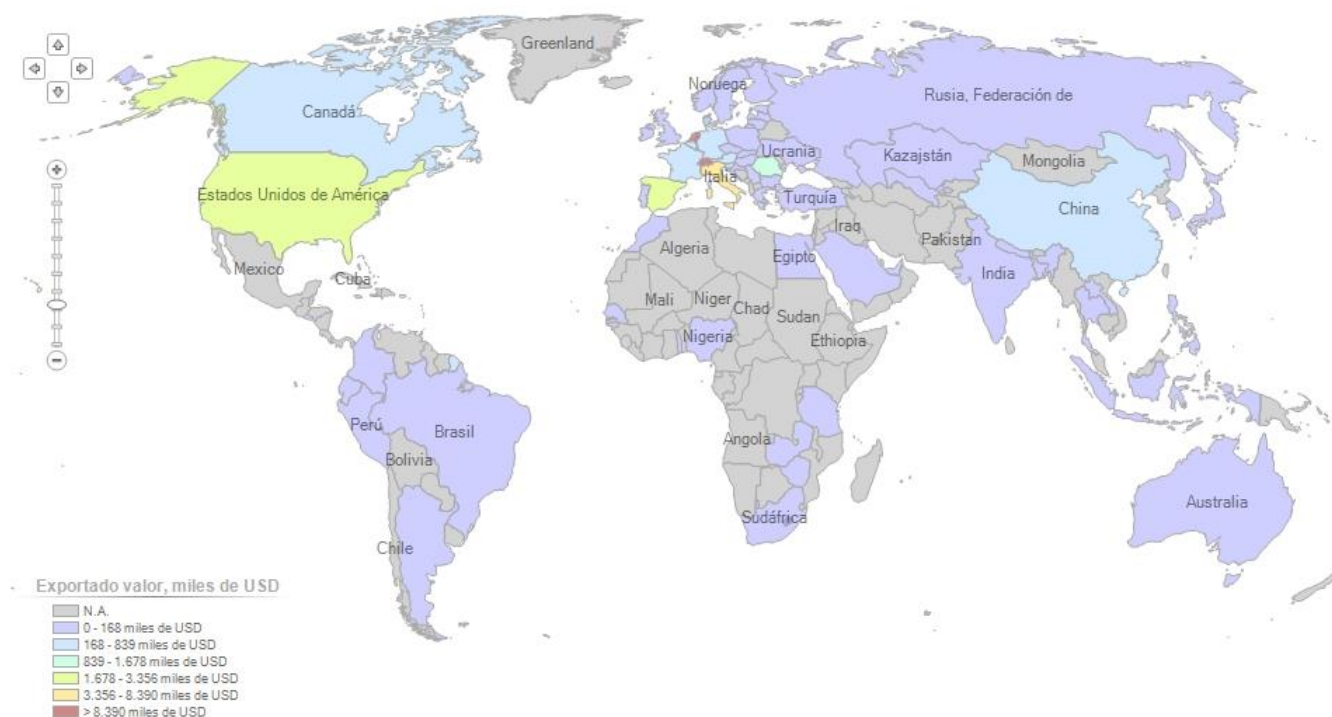 Greenland
Noruega
Rusia, Federación de
Canadá
Ucrania
Kazajstán
Mongolia
Italia
Estados Unidos de América
Turquía
China
Iraq
Pakistan
Algeria
Egipto
Mexico
India
Cuba
Mali
Niger
Chad
Sudan
Nigeria
Ethiopia
Perú
Brasil
Angola
Bolivia
Australia
Sudáfrica
Chile
Exportado valor, miles de USD
N.A.
0 - 168 miles de USD
168 - 839 miles de USD
839 - 1.678 miles de USD
1.678 - 3.356 miles de USD
3.356 - 8.390 miles de USD
> 8.390 miles de USD